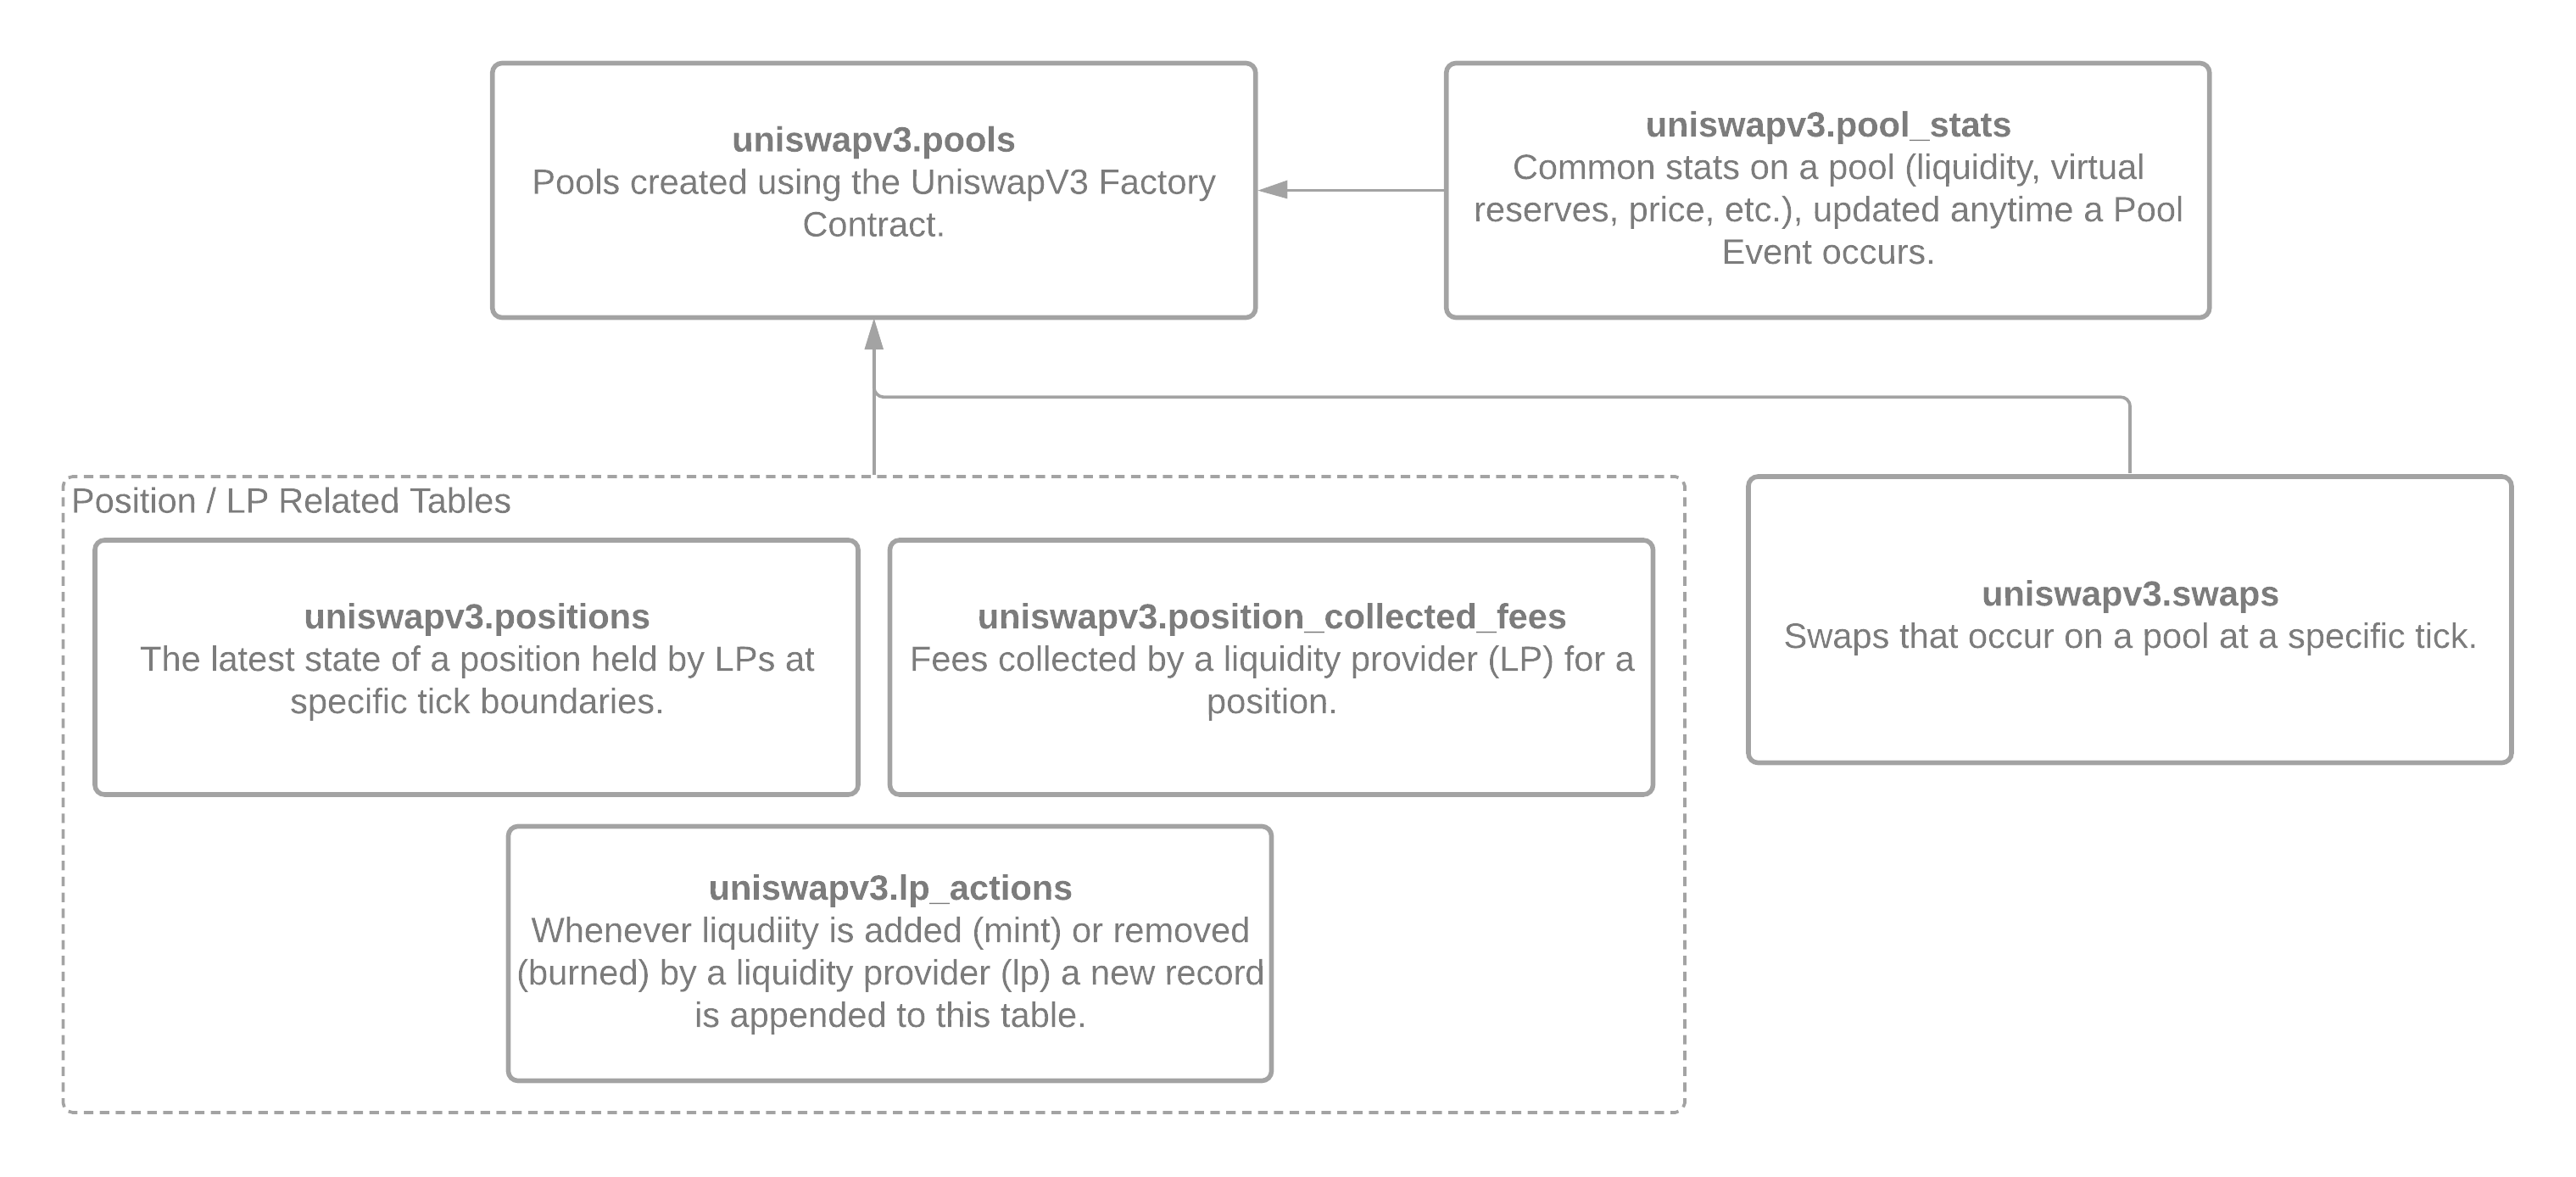 uniswapv3.pools
Pools created using the UniswapV3 Factory
Contract.
uniswapv3.pool_stats
Common stats on a pool (liquidity, virtual
reserves, price, etc.), updated anytime a Pool
Event occurs.
Position / LP Related Tables
uniswapv3.positions
The latest state of a position held by LPs at
specific tick boundaries.
uniswapv3.position_collected_fees
Fees collected by a liquidity provider (LP) for a
position.
uniswapv3.swaps
Swaps that occur on a pool at a specific tick.
uniswapv3.lp_actions
Whenever liqudiity is added (mint) or removed
(burned) by a liquidity provider (lp) a new record
is appended to this table.